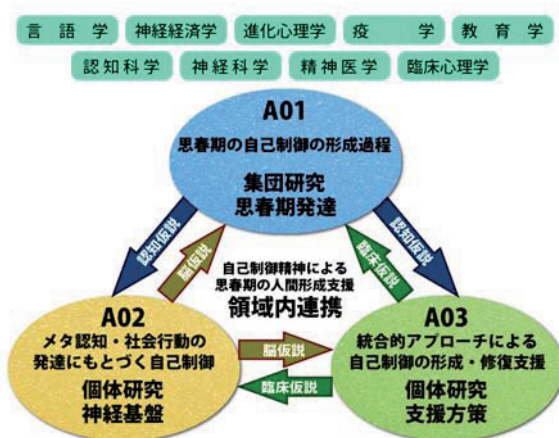 言語学 神経経済学 進化心理学 疫学 教育学
認知科学 神経科学 精神医学 臨床心理学
A01
思春期の自己制御の形成過程
集団研究
思春期発達
認知仮説
脳仮説
臨床仮説
認知仮説
自己制御精神による
思春期の人間形成支援
領域内連携
A02
メタ認知・社会行動の
発達にもとづく自己制御
個体研究
神経基盤
脳仮説
臨床仮説
A03
統合的アプローチによる
自己制御の形成・修復支援
個体研究
支援方策